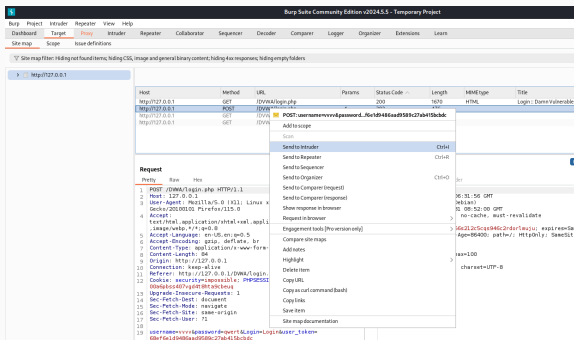 Burp Suite Community Edition v2024.5.5 - Temporary Project
Burp Project Intruder Repeater View Help
Dashboard Target Proxy Intruder Repeater Collaborator Sequencer Decoder Comparer Logger Organizer Extensions Learn
Site map Scope Issue definitions
Site map filter: Hiding not found items; hiding CSS, image and general binary content; hiding 4xx responses; hiding empty folders
http://127.0.0.1
Host Method URL Params Status Code Length MIME type Title
http://127.0.0.1 GET /DVWA/login.php 200 1670 HTML Login :: Damn Vulnerable
http://127.0.0.1 POST /DVWA/login.php
http://127.0.0.1 GET /DVW
http://127.0.0.1 GET /DVW
POST: username=vvvv&password...f6e1d9486aad9589c27ab415bcbdc
Add to scope
Scan
Send to Intruder Ctrl+I
Send to Repeater Ctrl+R
Send to Sequencer
Send to Organizer Ctrl+O
Send to Comparer (request)
Send to Comparer (response)
Show response in browser
Request in browser
Engagement tools [Pro version only]
Compare site maps
Add notes
Highlight
Delete item
Copy URL
Copy as curl command (bash)
Copy links
Save item
Site map documentation
Request
Pretty Raw Hex
1 POST /DVWA/login.php HTTP/1.1
2 Host: 127.0.0.1
3 User-Agent: Mozilla/5.0 (X11; Linux x
Gecko/20100101 Firefox/115.0
4 Accept:
text/html,application/xhtml+xml,appli
,image/webp,*/*;q=0.8
5 Accept-Language: en-US,en;q=0.5
6 Accept-Encoding: gzip, deflate, br
7 Content-Type: application/x-www-form-
8 Content-Length: 84
9 Origin: http://127.0.0.1
10 Connection: keep-alive
11 Referer: http://127.0.0.1/DVWA/login.
12 Cookie: security=impossible; PHPSESSI
13 Upgrade-Insecure-Requests: 1
14 Sec-Fetch-Dest: document
15 Sec-Fetch-Mode: navigate
16 Sec-Fetch-Site: same-origin
17 Sec-Fetch-User: ?1
18
19 username=vvvv&password=qwert&Login=Login&user_token=
68ef6e1d9486aad9589c27ab415bcbdc
06:31:56 GMT
ebian)
01 08:52:00 GMT
no-cache, must-revalidate
-Age=86400; path=/; HttpOnly; SameSit
max=100
charset=UTF-8